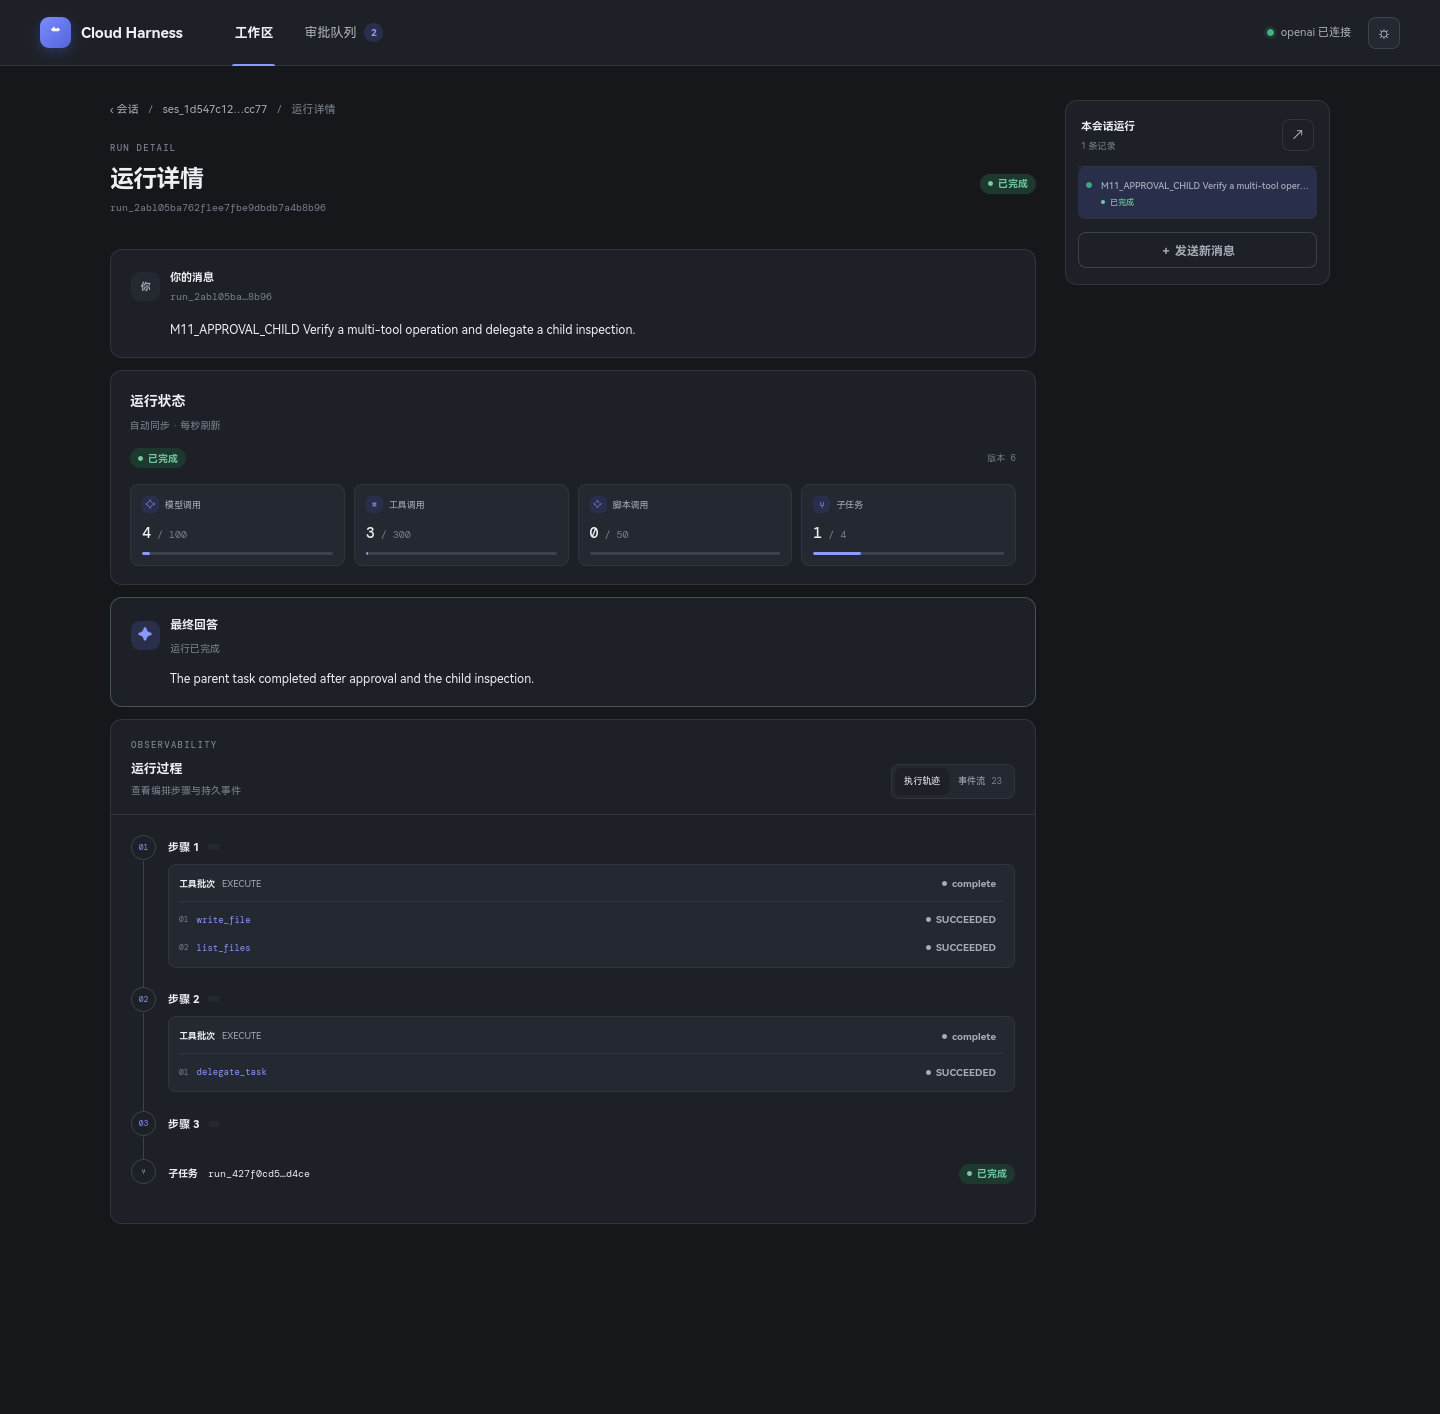 Cloud Harness
工作区
审批队列 2
openai 已连接
‹ 会话 / ses_1d547c12...cc77 / 运行详情
RUN DETAIL
运行详情
已完成
run_2ab105ba762f1ee7fbe9dbdb7a4b8b96
你
你的消息
run_2ab105ba…8b96
M11_APPROVAL_CHILD Verify a multi-tool operation and delegate a child inspection.
运行状态
自动同步 · 每秒刷新
已完成
版本 6
模型调用
4 / 100
工具调用
3 / 300
脚本调用
0 / 50
子任务
1 / 4
最终回答
运行已完成
The parent task completed after approval and the child inspection.
OBSERVABILITY
运行过程
查看编排步骤与持久事件
执行轨迹
事件流 23
01 步骤 1
工具批次 EXECUTE complete
01 write_file SUCCEEDED
02 list_files SUCCEEDED
02 步骤 2
工具批次 EXECUTE complete
01 delegate_task SUCCEEDED
03 步骤 3
子任务 run_427f0cd5…d4ce 已完成
本会话运行
1 条记录
↗
M11_APPROVAL_CHILD Verify a multi-tool oper...
已完成
+ 发送新消息